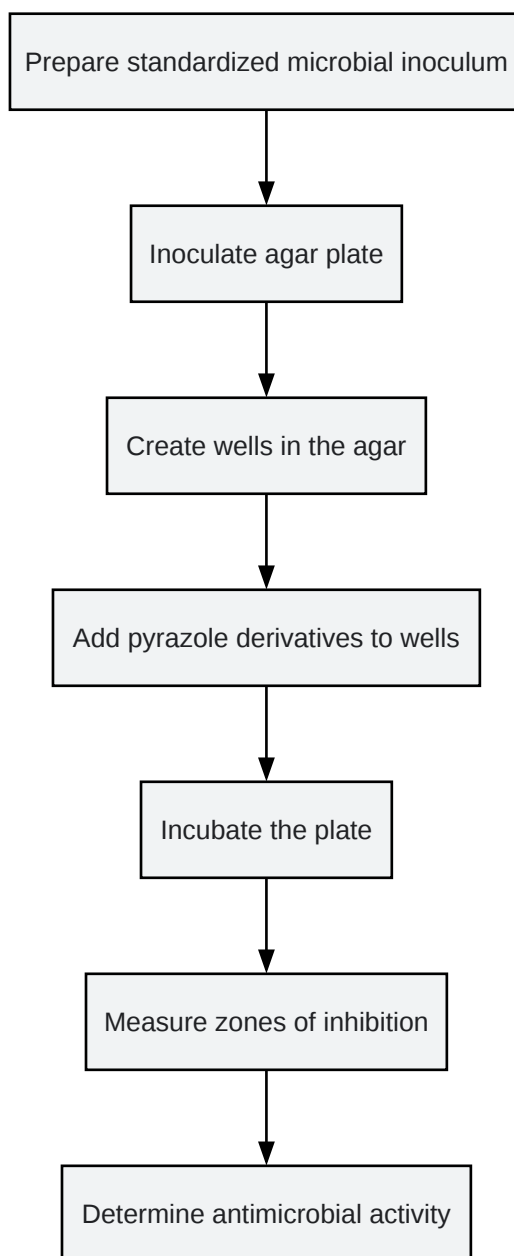 Prepare standardized microbial inoculum
Inoculate agar plate
Create wells in the agar
Add pyrazole derivatives to wells
Incubate the plate
Measure zones of inhibition
Determine antimicrobial activity